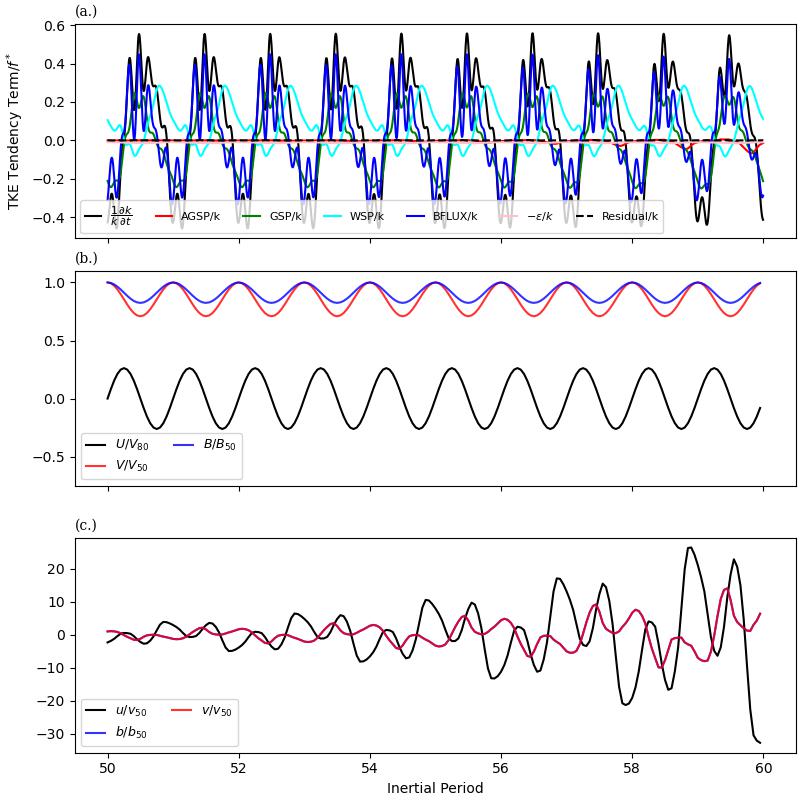 (a.)
TKE Tendency Term/f*
0.6
0.4
0.2
0.0
−0.2
−0.4
1/k ∂k/∂t AGSP/k GSP/k WSP/k BFLUX/k −ε/k Residual/k
(b.)
1.0
0.5
0.0
−0.5
U/V80 B/B50
V/V50
(c.)
20
10
0
−10
−20
−30
u/v50 v/v50
b/b50
50 52 54 56 58 60
Inertial Period